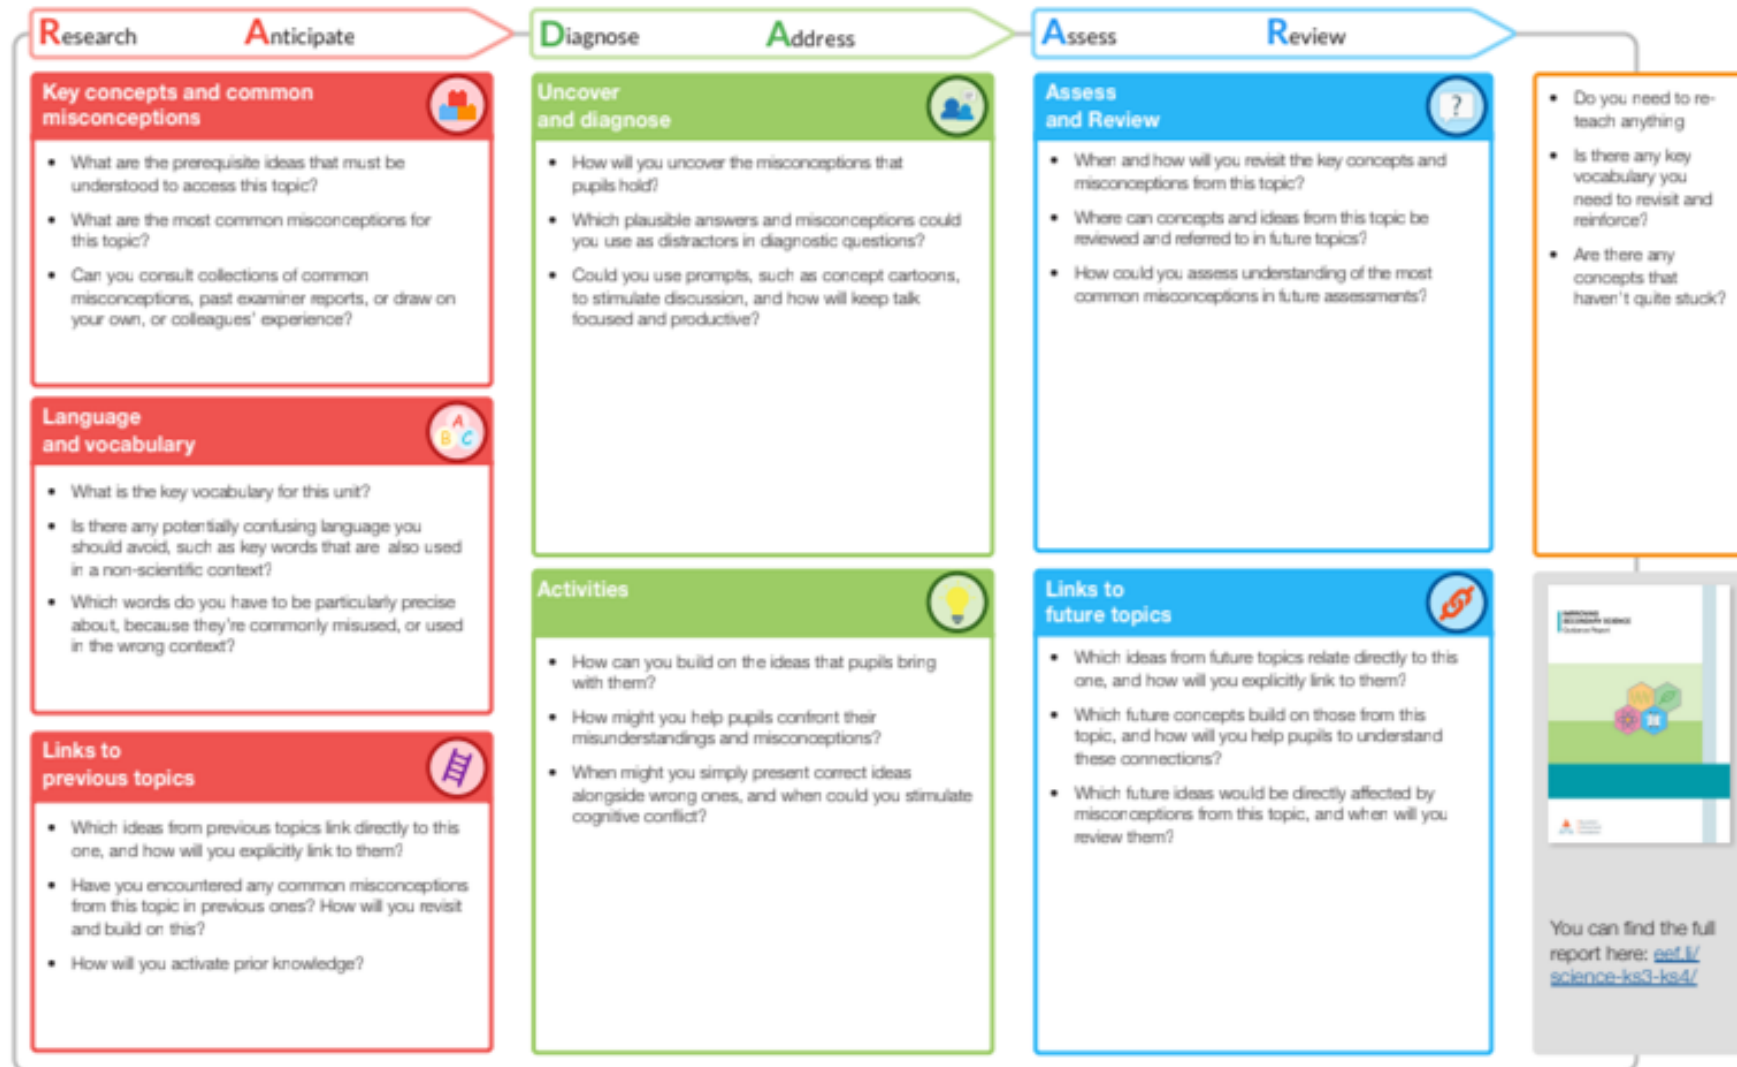 Research Anticipate
Diagnose Address
Assess Review
Key concepts and common
misconceptions
• What are the prerequisite ideas that must be
understood to access this topic?
• What are the most common misconceptions for
this topic?
• Can you consult collections of common
misconceptions, past examiner reports, or draw on
your own, or colleagues' experience?
Language
and vocabulary
A
B C
• What is the key vocabulary for this unit?
• Is there any potentially confusing language you
should avoid, such as key words that are also used
in a non-scientific context?
• Which words do you have to be particularly precise
about, because they're commonly misused, or used
in the wrong context?
Links to
previous topics
• Which ideas from previous topics link directly to this
one, and how will you explicitly link to them?
• Have you encountered any common misconceptions
from this topic in previous ones? How will you revisit
and build on this?
• How will you activate prior knowledge?
Uncover
and diagnose
• How will you uncover the misconceptions that
pupils hold?
• Which plausible answers and misconceptions could
you use as distractors in diagnostic questions?
• Could you use prompts, such as concept cartoons,
to stimulate discussion, and how will keep talk
focused and productive?
Activities
• How can you build on the ideas that pupils bring
with them?
• How might you help pupils confront their
misunderstandings and misconceptions?
• When might you simply present correct ideas
alongside wrong ones, and when could you stimulate
cognitive conflict?
Assess
and Review
?
• When and how will you revisit the key concepts and
misconceptions from this topic?
• Where can concepts and ideas from this topic be
reviewed and referred to in future topics?
• How could you assess understanding of the most
common misconceptions in future assessments?
Links to
future topics
• Which ideas from future topics relate directly to this
one, and how will you explicitly link to them?
• Which future concepts build on those from this
topic, and how will you help pupils to understand
these connections?
• Which future ideas would be directly affected by
misconceptions from this topic, and when will you
review them?
• Do you need to re-
teach anything
• Is there any key
vocabulary you
need to revisit and
reinforce?
• Are there any
concepts that
haven't quite stuck?
IMPROVING
SECONDARY SCIENCE
Guidance Report
You can find the full
report here: eef.li/
science-ks3-ks4/